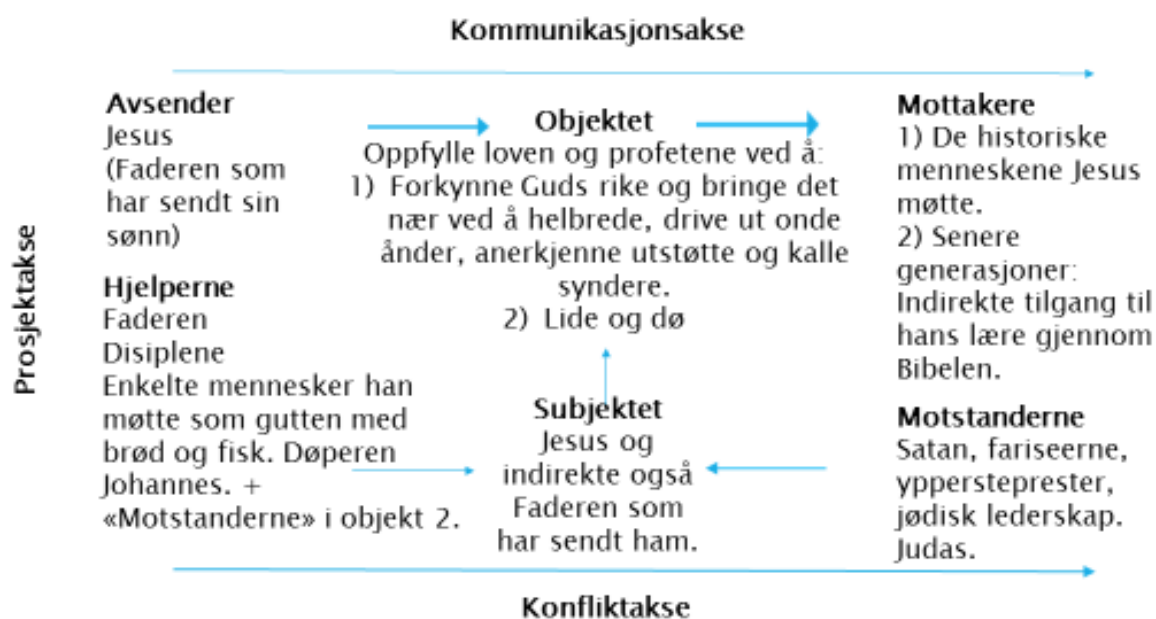 Kommunikasjonsakse
Prosjektakse
Avsender
Jesus
(Faderen som
har sendt sin
sønn)
Hjelperne
Faderen
Disiplene
Enkelte mennesker han
møtte som gutten med
brød og fisk. Døperen
Johannes. +
«Motstanderne» i objekt 2.
Objektet
Oppfylle loven og profetene ved å:
1) Forkynne Guds rike og bringe det
nær ved å helbrede, drive ut onde
ånder, anerkjenne utstøtte og kalle
syndere.
2) Lide og dø
Subjektet
Jesus og
indirekte også
Faderen som
har sendt ham.
Mottakere
1) De historiske
menneskene Jesus
møtte.
2) Senere
generasjoner:
Indirekte tilgang til
hans lære gjennom
Bibelen.
Motstanderne
Satan, fariseerne,
yppersteprester,
jødisk lederskap.
Judas.
Konfliktakse